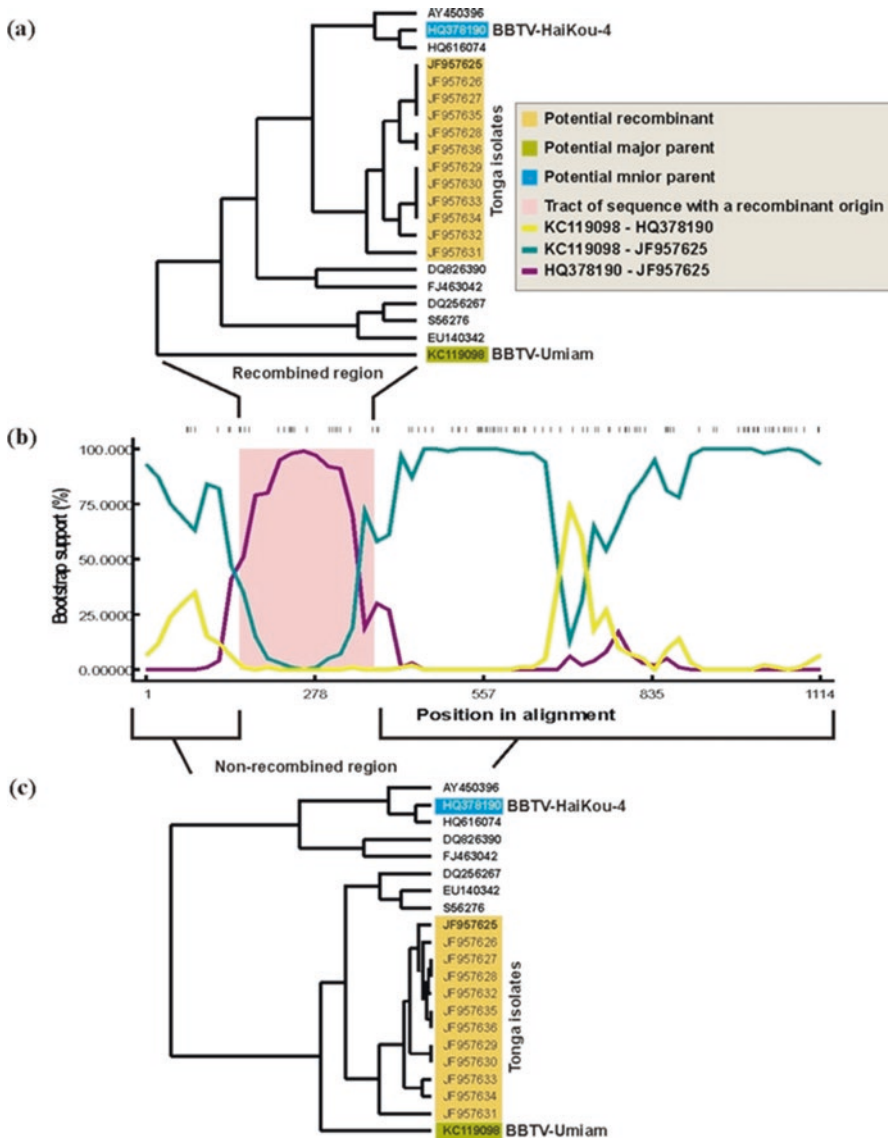 (a)
AY450396
HQ378190 BBTV-HaiKou-4
HQ616074
JF957625
JF957626
JF957627
JF957635
JF957628
JF957636
JF957629
JF957630
JF957633
JF957634
JF957632
JF957631
Tonga isolates
DQ826390
FJ463042
DQ256267
S56276
EU140342
KC119098 BBTV-Umiam
Potential recombinant
Potential major parent
Potential mnior parent
Tract of sequence with a recombinant origin
KC119098 - HQ378190
KC119098 - JF957625
HQ378190 - JF957625
Recombined region
(b)
Bootstrap support (%)
100.0000
75.0000
50.0000
25.0000
0.00000
1 278 557 835 1114
Position in alignment
Non-recombined region
(c)
AY450396
HQ378190 BBTV-HaiKou-4
HQ616074
DQ826390
FJ463042
DQ256267
EU140342
S56276
JF957625
JF957626
JF957627
JF957628
JF957632
JF957635
JF957636
JF957629
JF957630
JF957633
JF957634
JF957631
Tonga isolates
KC119098 BBTV-Umiam